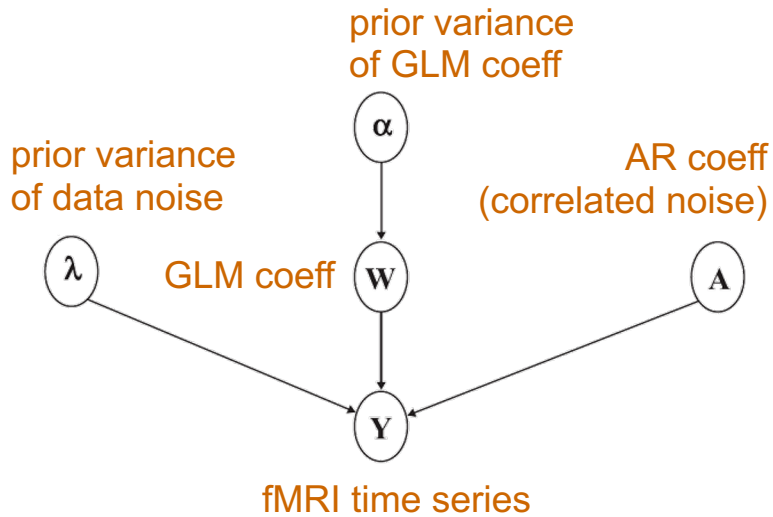 prior variance
of GLM coeff
α
prior variance
of data noise
AR coeff
(correlated noise)
λ
GLM coeff
W
A
Y
fMRI time series